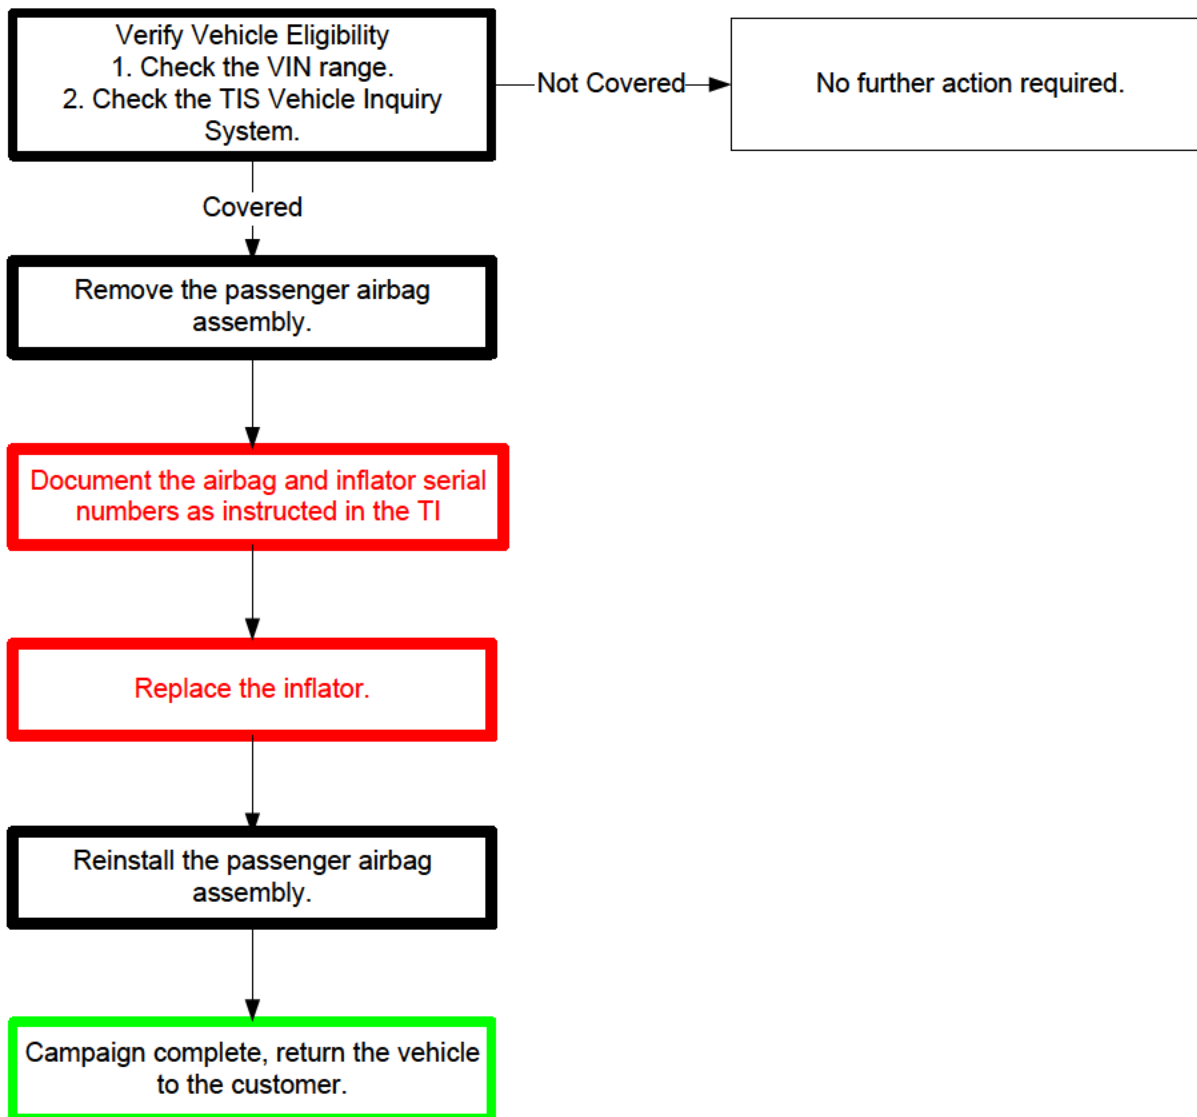 Verify Vehicle Eligibility
1. Check the VIN range.
2. Check the TIS Vehicle Inquiry
System.
Not Covered
No further action required.
Covered
Remove the passenger airbag
assembly.
Document the airbag and inflator serial
numbers as instructed in the TI
Replace the inflator.
Reinstall the passenger airbag
assembly.
Campaign complete, return the vehicle
to the customer.